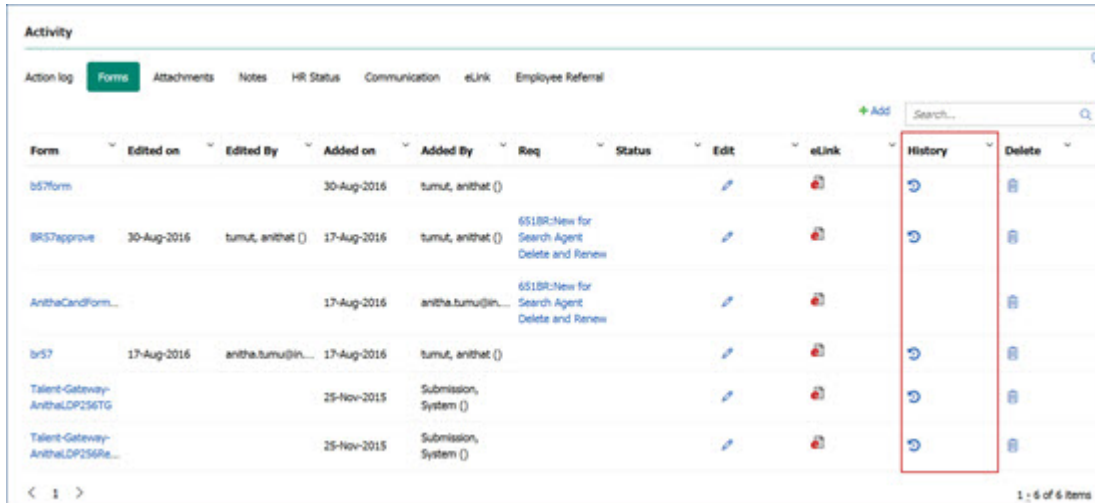 Activity
Action log Forms Attachments Notes HR Status Communication eLink Employee Referral
+ Add Search...
Form Edited on Edited By Added on Added By Req Status Edit eLink History Delete
b57form 30-Aug-2016 tumut, anithat ()
BR57approve 30-Aug-2016 tumut, anithat () 17-Aug-2016 tumut, anithat () 651BR:New for
Search Agent
Delete and Renew
AnithaCandForm... 17-Aug-2016 anitha.tumu@in.... 651BR:New for
Search Agent
Delete and Renew
br57 17-Aug-2016 anitha.tumu@in.... 17-Aug-2016 tumut, anithat ()
Talent-Gateway-
AnithaLDP256TG 25-Nov-2015 Submission,
System ()
Talent-Gateway-
AnithaLDP256Re... 25-Nov-2015 Submission,
System ()
< 1 > 1 - 6 of 6 items